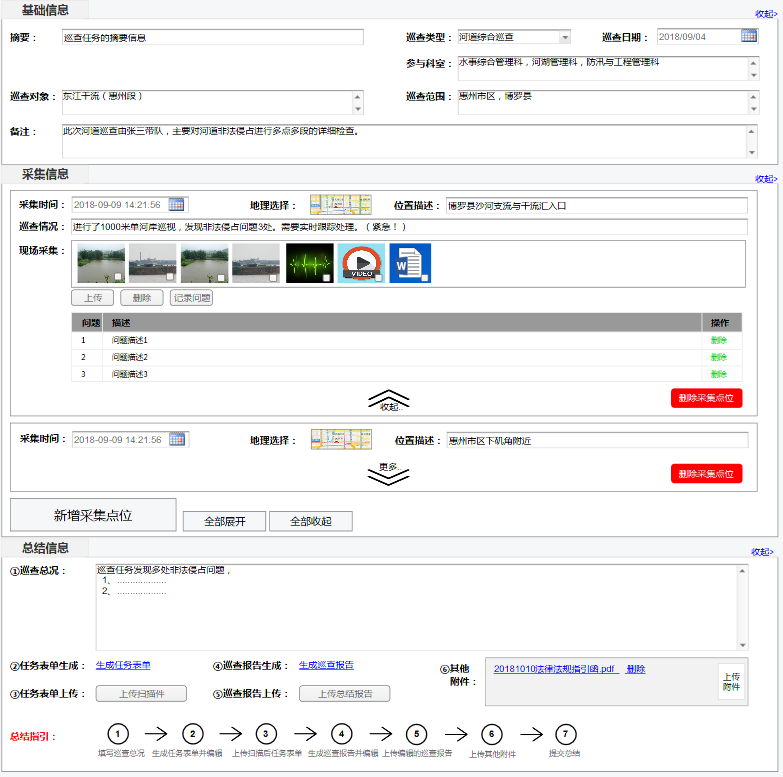 基础信息
收起>
摘要： 巡查任务的摘要信息 巡查类型： 河道综合巡查 巡查日期： 2018/09/04
参与科室： 水事综合管理科，河湖管理科，防汛与工程管理科
巡查对象： 东江干流（惠州段） 巡查范围： 惠州市区，博罗县
备注： 此次河道巡查由张三带队，主要对河道非法侵占进行多点多段的详细检查。
采集信息
收起>
采集时间： 2018-09-09 14:21:56 地理选择： 位置描述： 博罗县沙河支流与干流汇入口
巡查情况： 进行了1000米单河岸巡视，发现非法侵占问题3处。需要实时跟踪处理。（紧急！）
现场采集：
VIDEO W
上传 删除 记录问题
问题 描述 操作
1 问题描述1 删除
2 问题描述2 删除
3 问题描述3 删除
收起..
删除采集点位
采集时间： 2018-09-09 14:21:56 地理选择： 位置描述： 惠州市区下矶角附近
更多..
删除采集点位
新增采集点位 全部展开 全部收起
总结信息
收起>
①巡查总况： 巡查任务发现多处非法侵占问题，
1、...................
2、...................
②任务表单生成： 生成任务表单 ④巡查报告生成： 生成巡查报告 ⑥其他
附件：
20181010法律法规指引函.pdf 删除
上传
附件
③任务表单上传： 上传扫描件 ⑤巡查报告上传： 上传总结报告
总结指引： 1 2 3 4 5 6 7
填写巡查总况 生成任务表单并编辑 上传扫描后任务表单 生成巡查报告并编辑 上传编辑的巡查报告 上传其他附件 提交总结